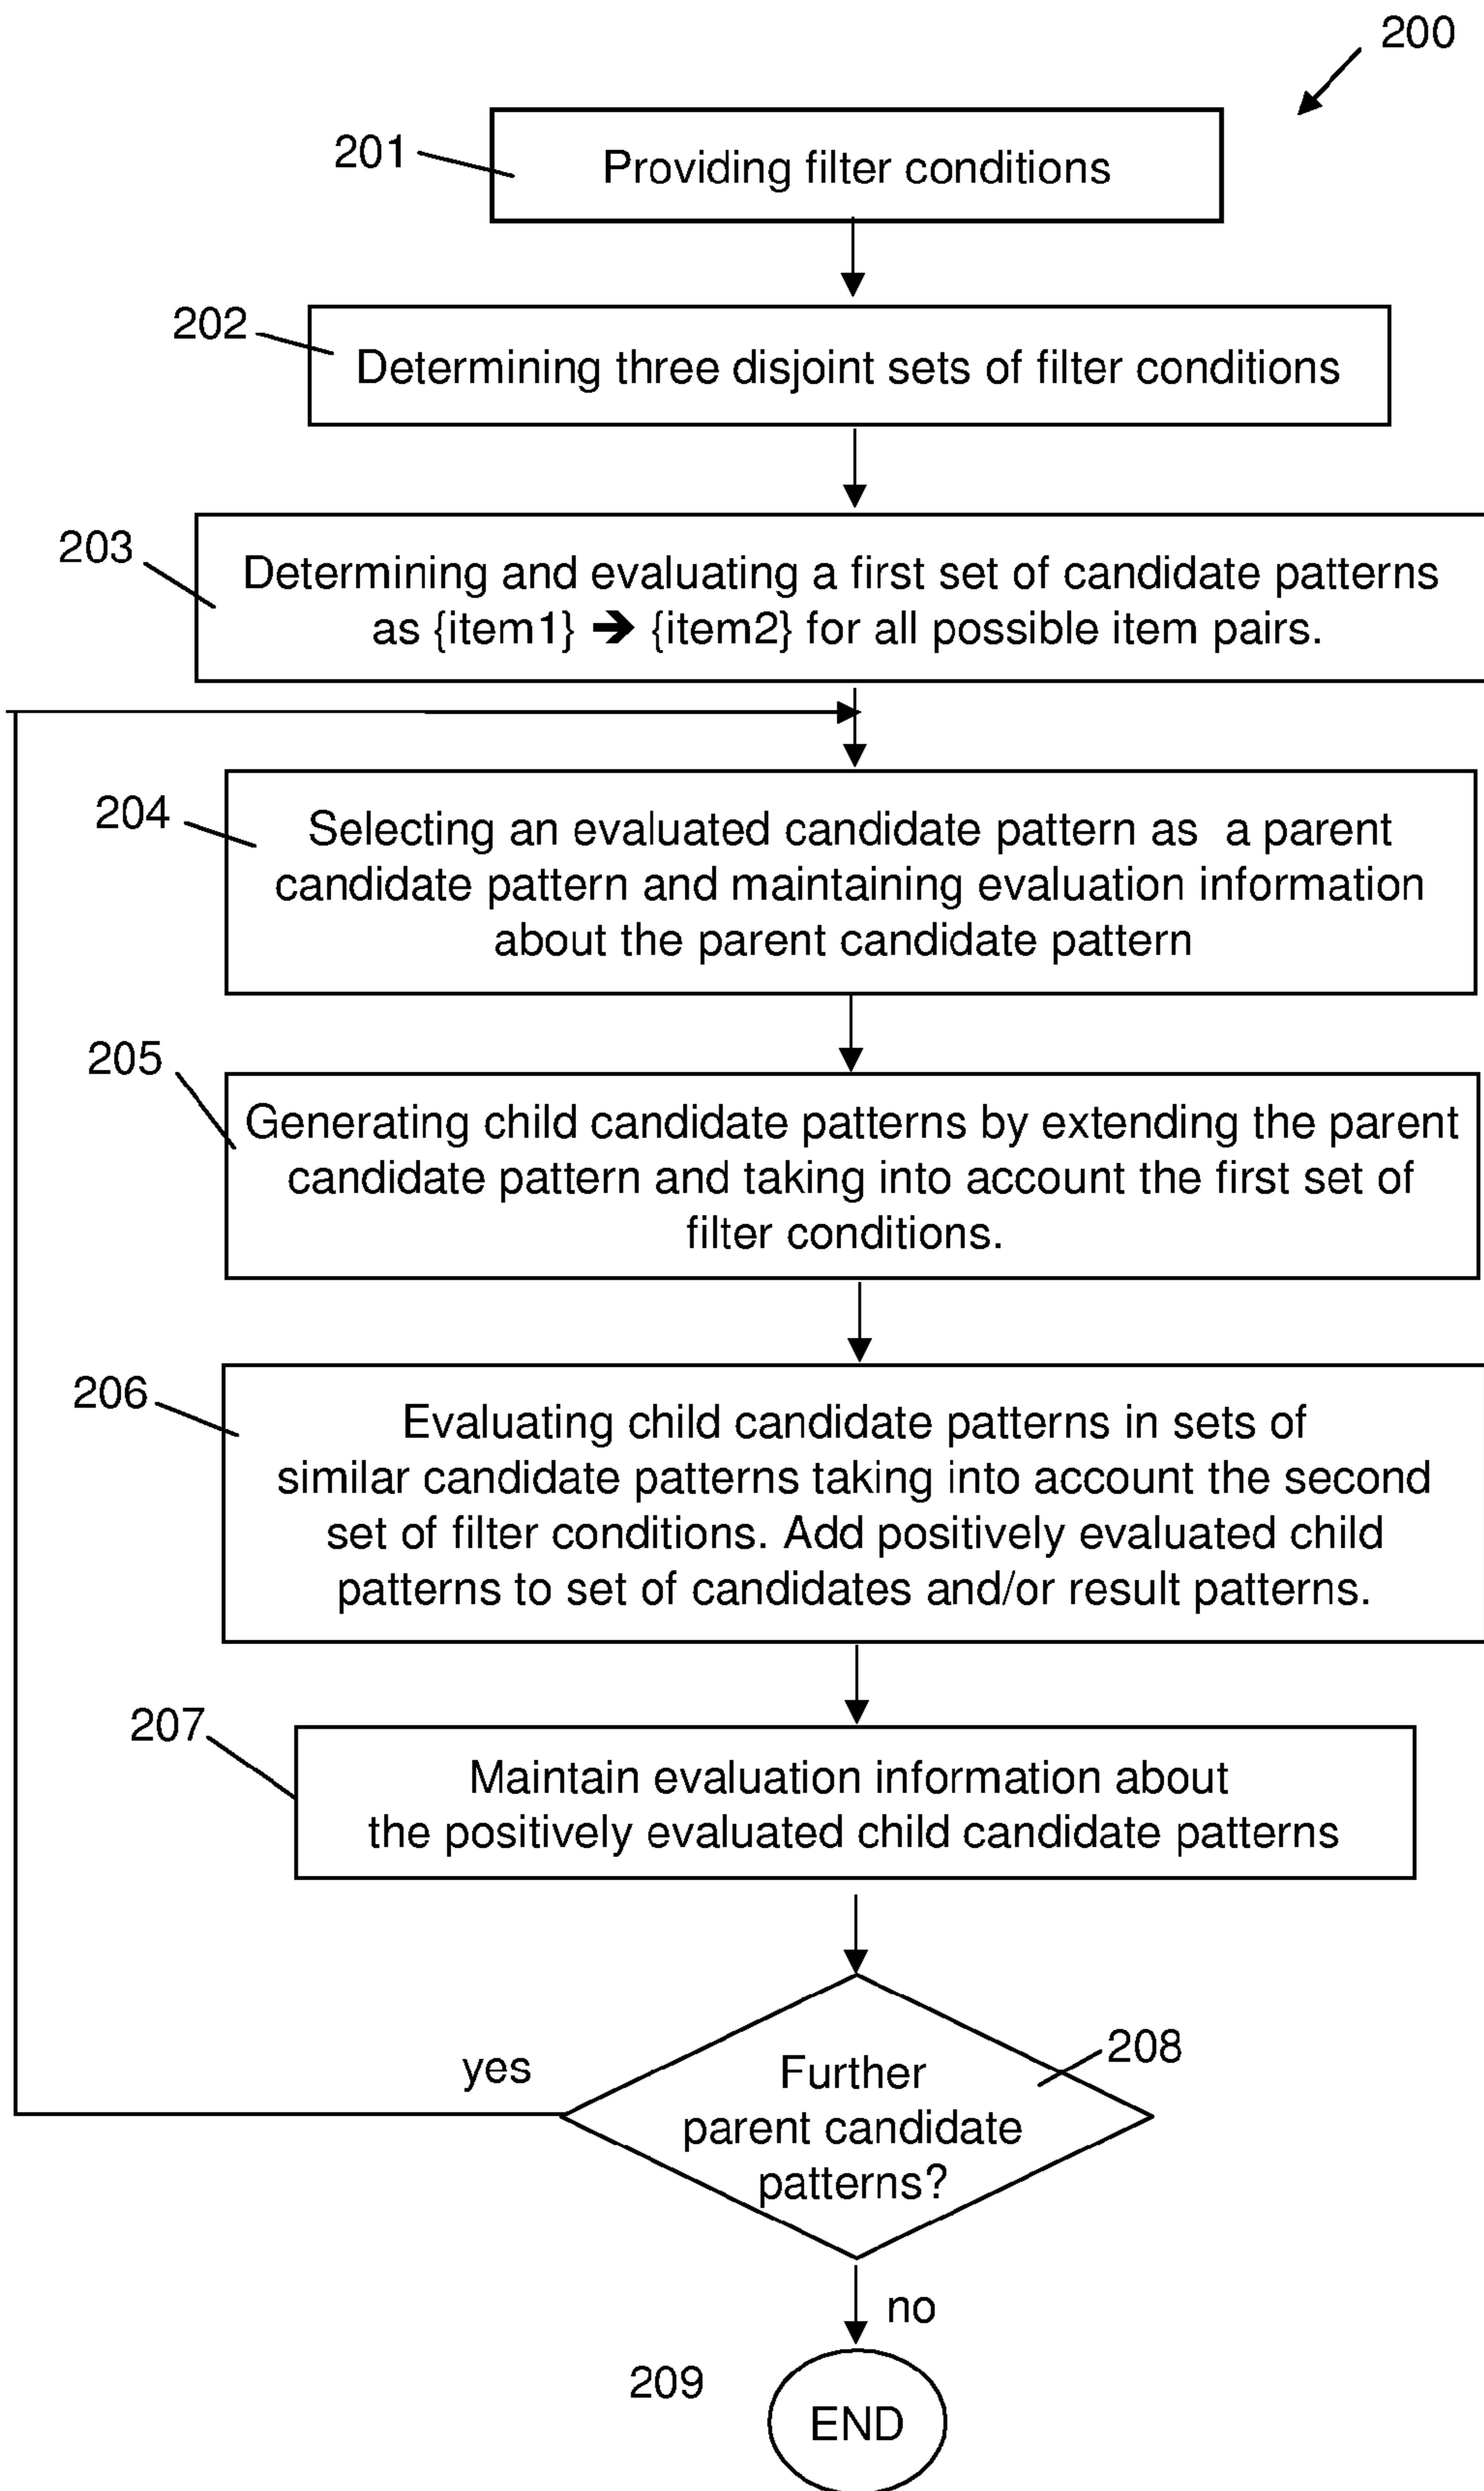 200
201
Providing filter conditions
202
Determining three disjoint sets of filter conditions
203
Determining and evaluating a first set of candidate patterns
as {item1} ➔ {item2} for all possible item pairs.
204
Selecting an evaluated candidate pattern as a parent
candidate pattern and maintaining evaluation information
about the parent candidate pattern
205
Generating child candidate patterns by extending the parent
candidate pattern and taking into account the first set of
filter conditions.
206
Evaluating child candidate patterns in sets of
similar candidate patterns taking into account the second
set of filter conditions. Add positively evaluated child
patterns to set of candidates and/or result patterns.
207
Maintain evaluation information about
the positively evaluated child candidate patterns
208
yes
Further
parent candidate
patterns?
no
209
END